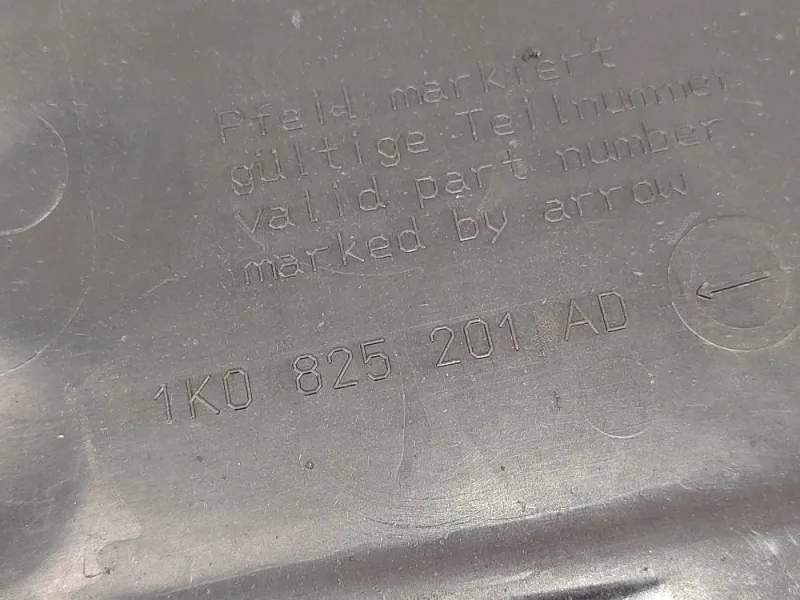 Pfeil markiert
gültige Teilnummer
valid part number
marked by arrow
1K0 825 201 AD